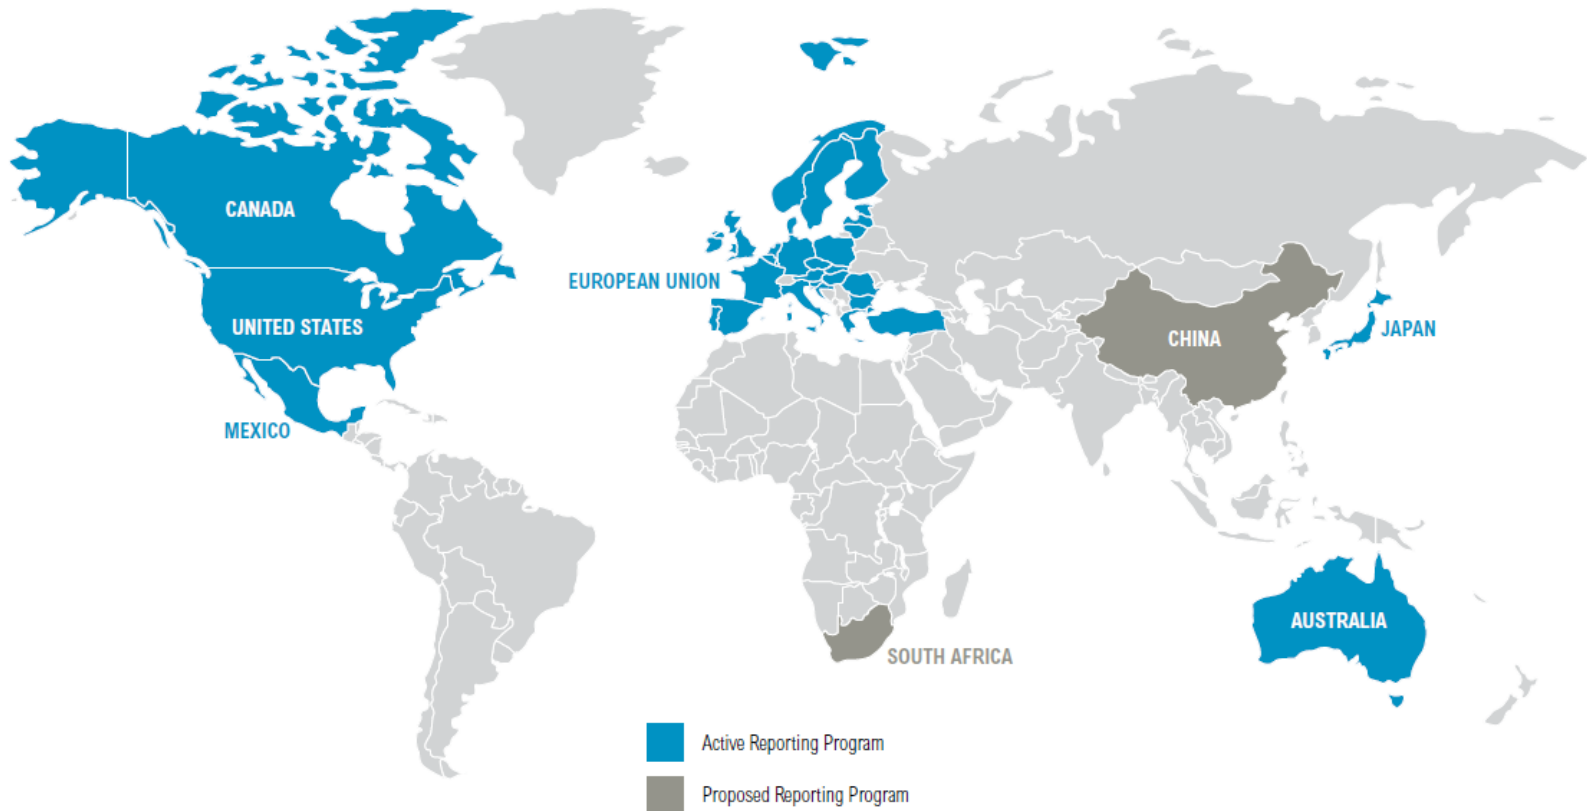 CANADA
EUROPEAN UNION
UNITED STATES
JAPAN
CHINA
MEXICO
AUSTRALIA
SOUTH AFRICA
Active Reporting Program
Proposed Reporting Program